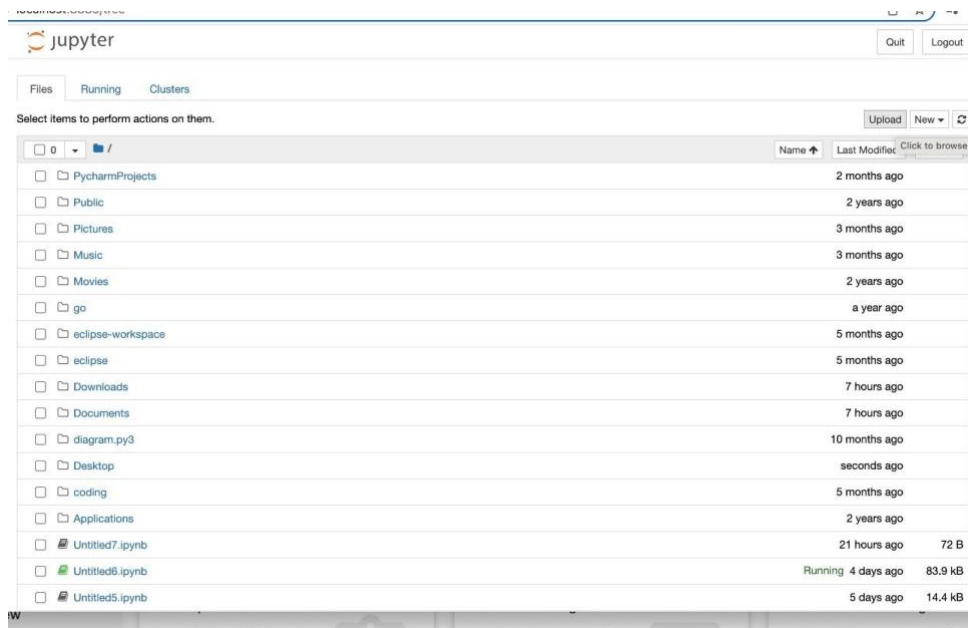 jupyter
Quit Logout
Files Running Clusters
Select items to perform actions on them.
Upload New
0 / Name Last Modified Click to browse
PycharmProjects 2 months ago
Public 2 years ago
Pictures 3 months ago
Music 3 months ago
Movies 2 years ago
go a year ago
eclipse-workspace 5 months ago
eclipse 5 months ago
Downloads 7 hours ago
Documents 7 hours ago
diagram.py3 10 months ago
Desktop seconds ago
coding 5 months ago
Applications 2 years ago
Untitled7.ipynb 21 hours ago 72 B
Untitled6.ipynb Running 4 days ago 83.9 kB
Untitled5.ipynb 5 days ago 14.4 kB